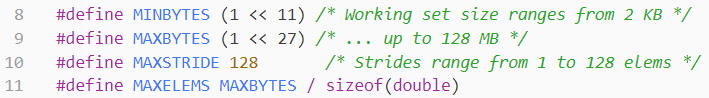 8 #define MINBYTES (1 << 11) /* Working set size ranges from 2 KB */
9 #define MAXBYTES (1 << 27) /* ... up to 128 MB */
10 #define MAXSTRIDE 128 /* Strides range from 1 to 128 elems */
11 #define MAXELEMS MAXBYTES / sizeof(double)